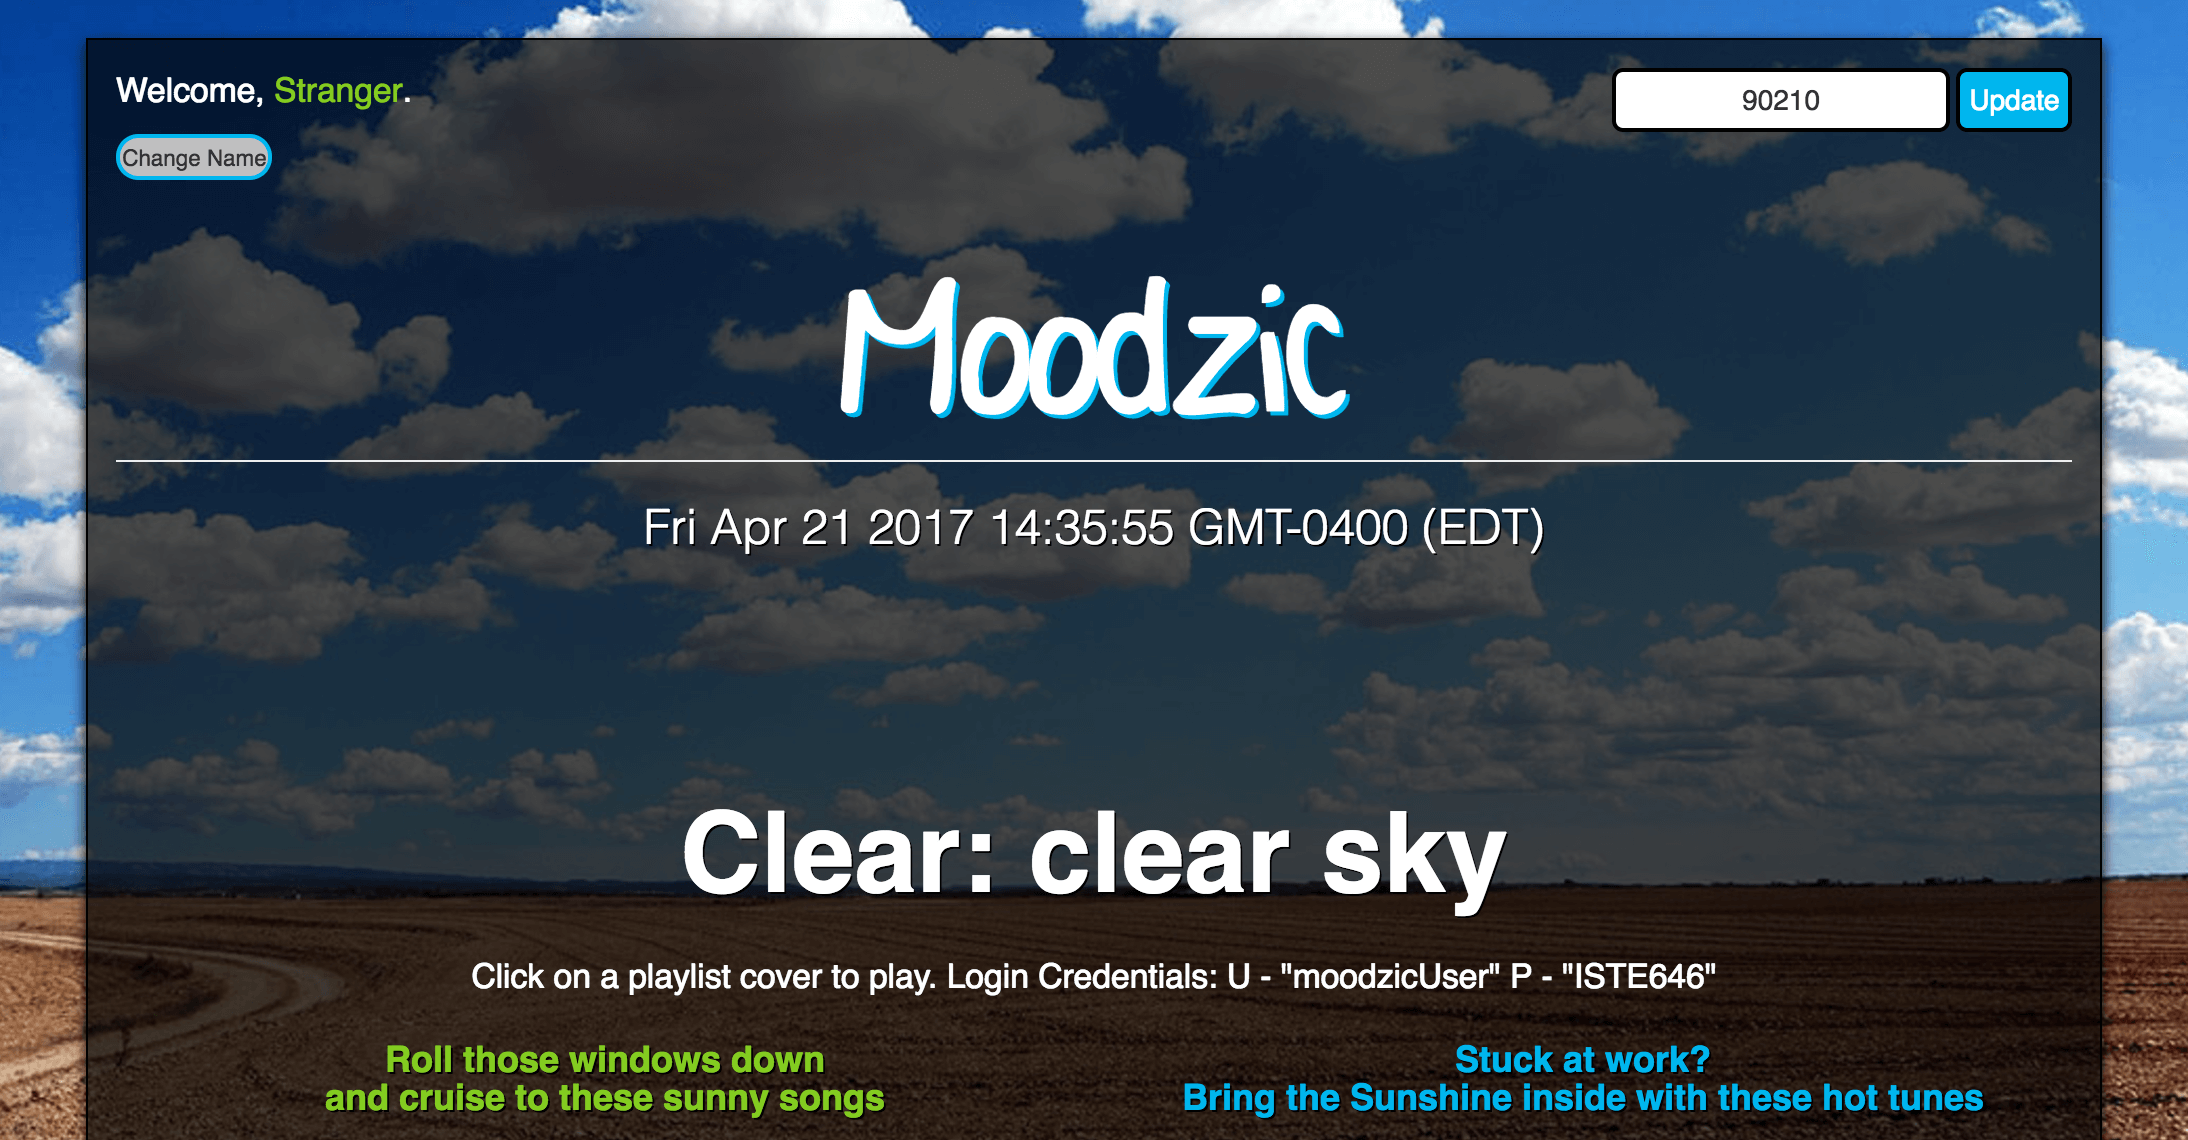 Welcome, Stranger.
90210
Update
Change Name
Moodzic
Fri Apr 21 2017 14:35:55 GMT-0400 (EDT)
Clear: clear sky
Click on a playlist cover to play. Login Credentials: U - "moodzicUser" P - "ISTE646"
Roll those windows down
and cruise to these sunny songs
Stuck at work?
Bring the Sunshine inside with these hot tunes